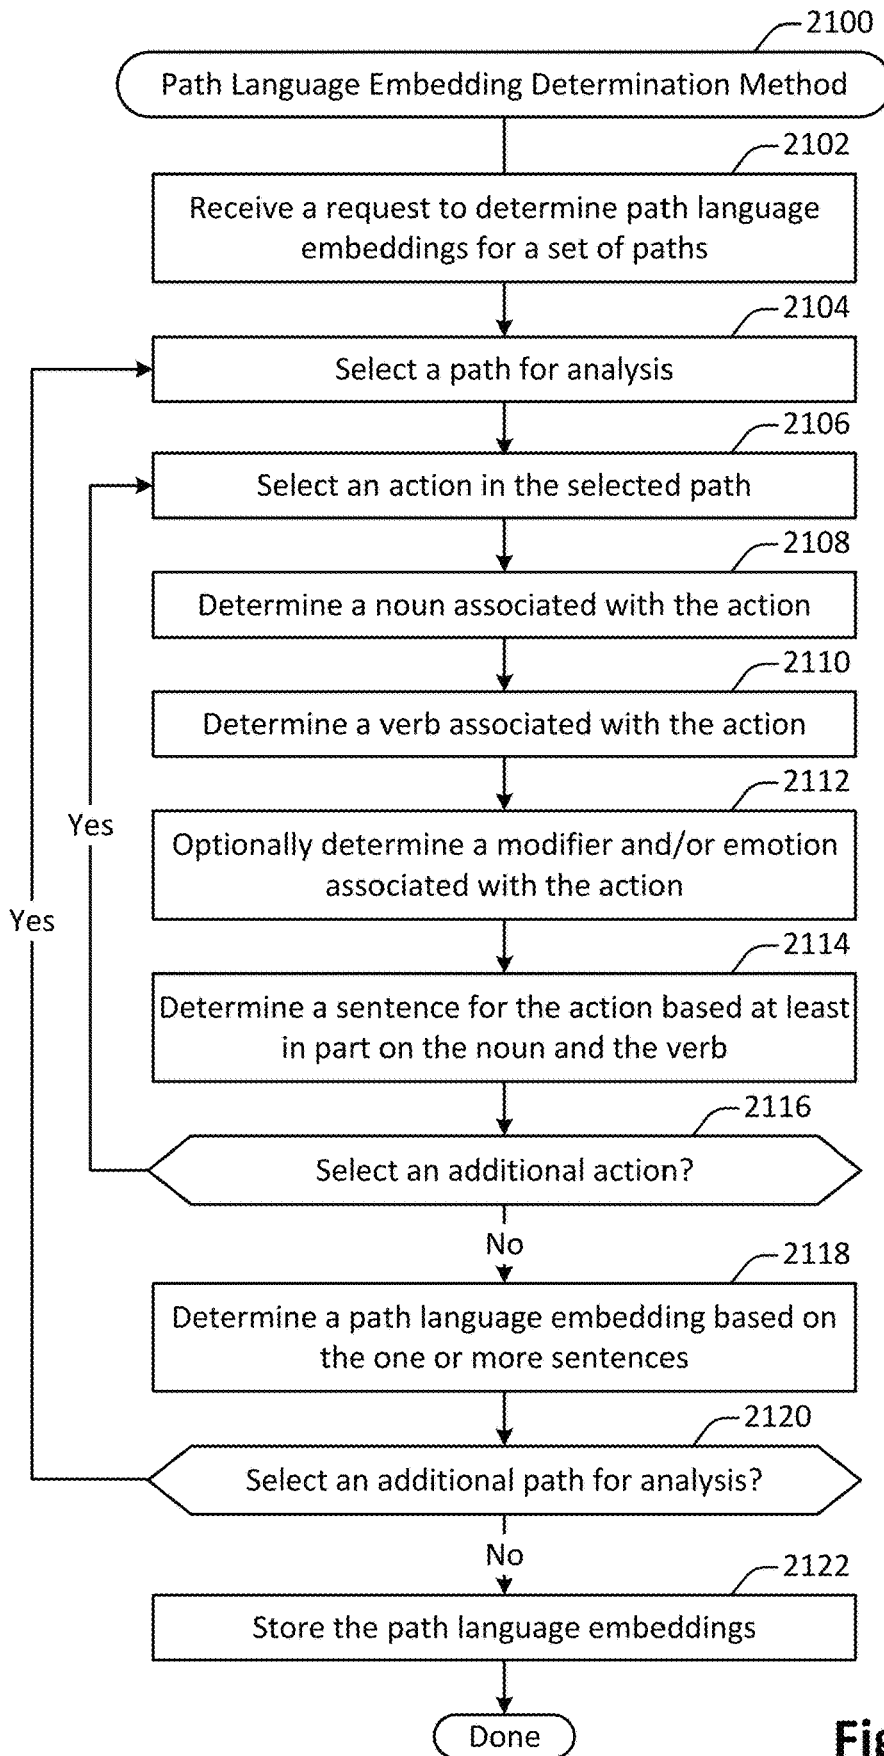 2100
Path Language Embedding Determination Method
2102
Receive a request to determine path language
embeddings for a set of paths
2104
Select a path for analysis
2106
Select an action in the selected path
2108
Determine a noun associated with the action
2110
Determine a verb associated with the action
2112
Optionally determine a modifier and/or emotion
associated with the action
Yes
Yes
2114
Determine a sentence for the action based at least
in part on the noun and the verb
2116
Select an additional action?
No
2118
Determine a path language embedding based on
the one or more sentences
2120
Select an additional path for analysis?
No
2122
Store the path language embeddings
Done